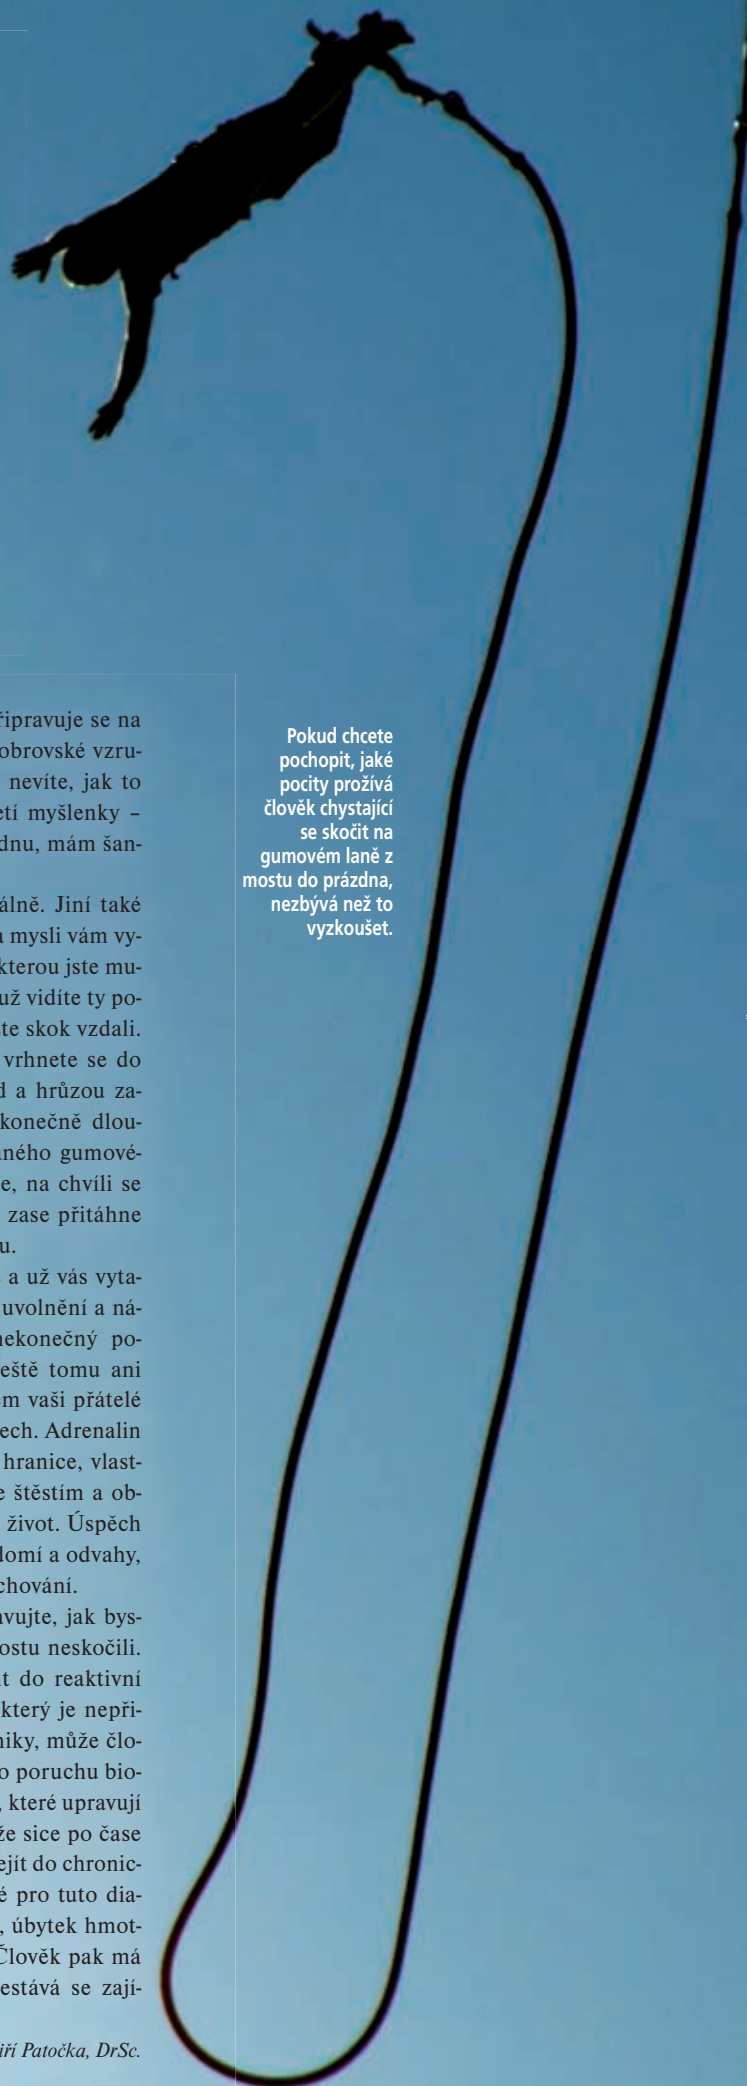 řipravuje se na
obrovské vzru-
nevíte, jak to
etí myšlenky –
dnu, mám šan-
álně. Jiní také
a mysli vám vy-
kterou jste mu-
už vidíte ty po-
te skok vzdali.
vrhnete se do
d a hrůzou za-
konečně dlou-
aného gumové-
e, na chvíli se
zase přitáhne
u.
e a už vás vyta-
uvolnění a ná-
nekonečný po-
eště tomu ani
em vaši přátelé
ech. Adrenalin
hranice, vlast-
e štěstím a ob-
život. Úspěch
domí a odvahy,
chování.
avujte, jak bys-
ostu neskočili.
it do reaktivní
který je nepři-
niky, může člo-
o poruchu bio-
, které upravují
že sice po čase
ejít do chronic-
é pro tuto dia-
, úbytek hmot-
Člověk pak má
estává se zají-
iří Patočka, DrSc.
Pokud chcete
pochopit, jaké
pocity prožívá
člověk chystající
se skočit na
gumovém laně z
mostu do prázdna,
nezbývá než to
vyzkoušet.